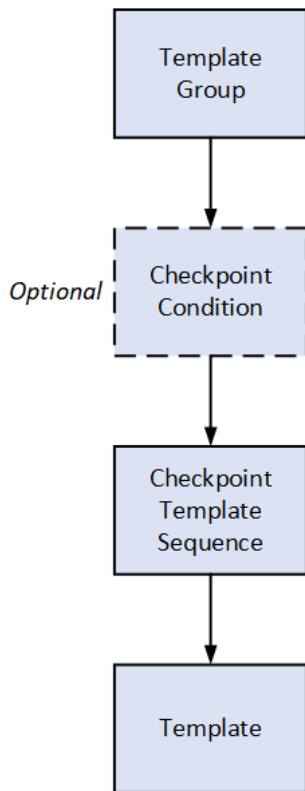 Template
Group
Optional
Checkpoint
Condition
Checkpoint
Template
Sequence
Template